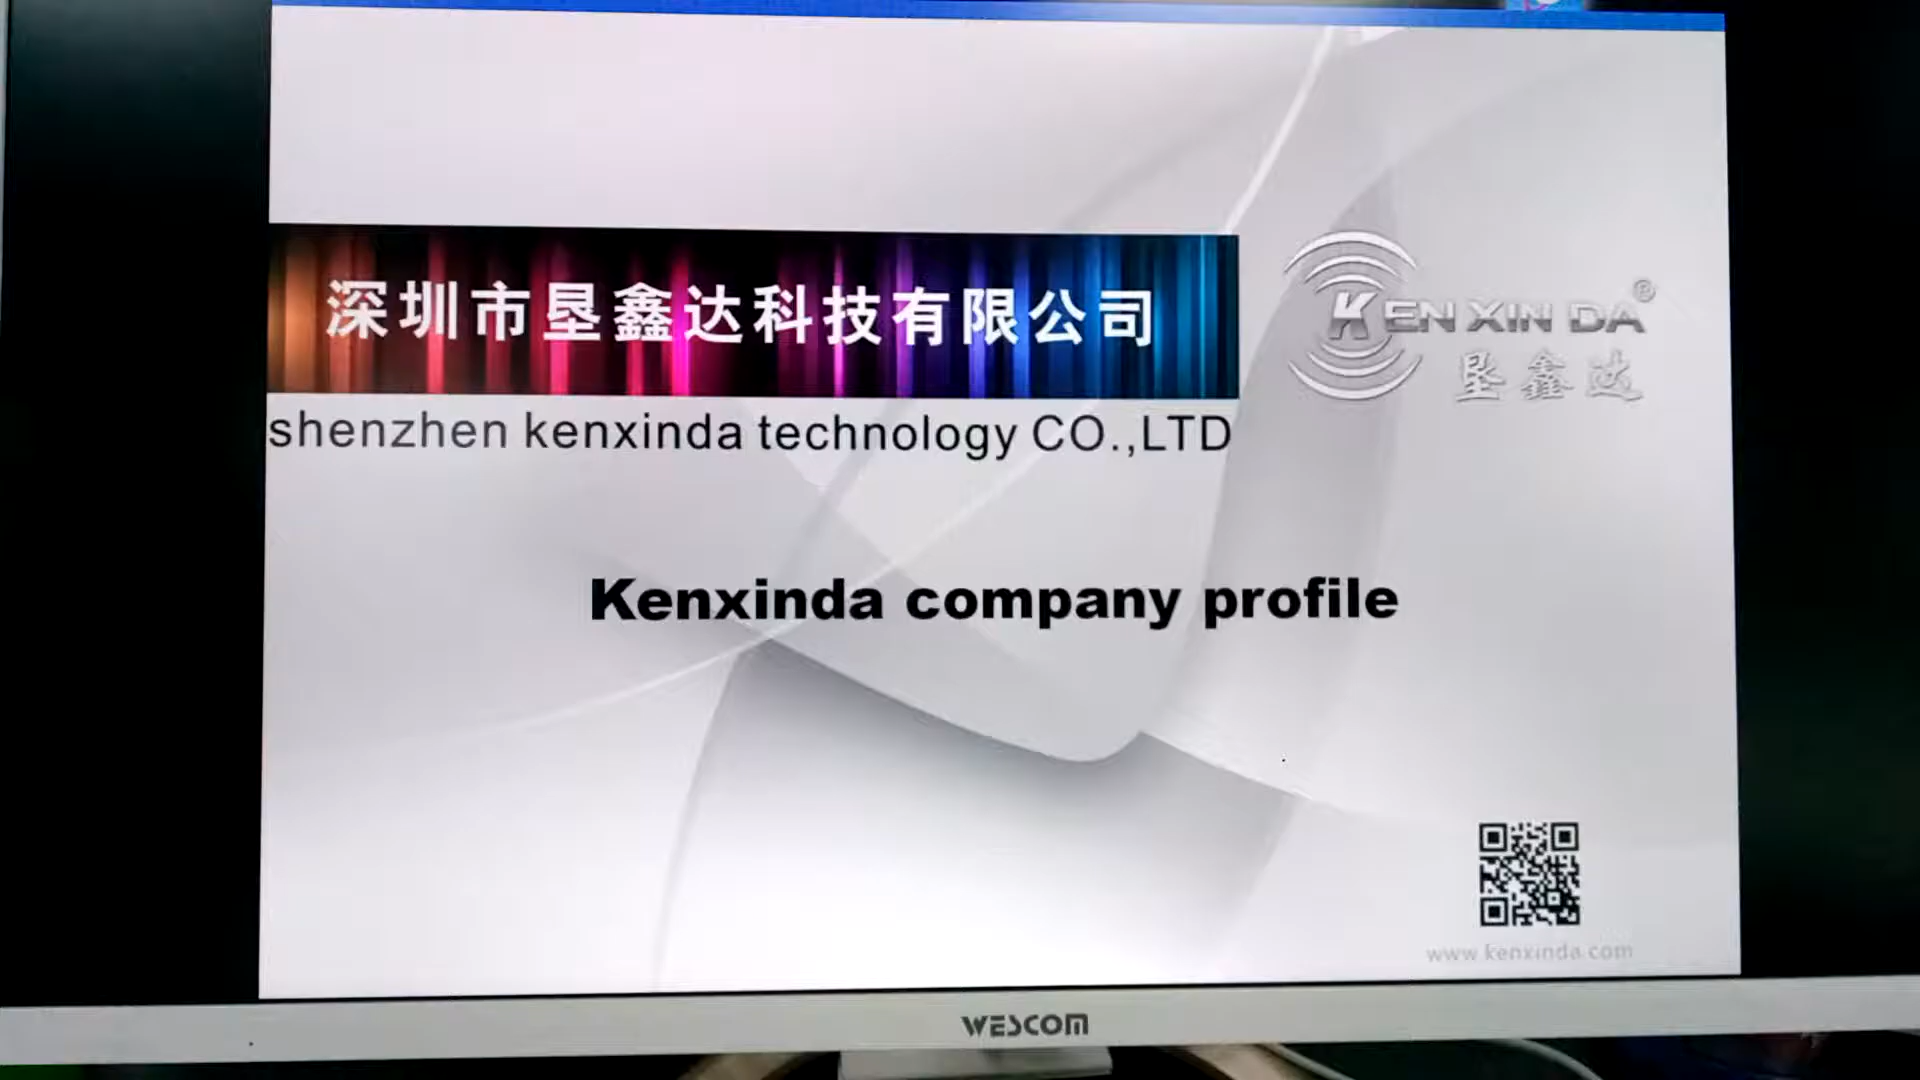 深圳市垦鑫达科技有限公司
KEN XIN DA®
垦鑫达
shenzhen kenxinda technology CO.,LTD
Kenxinda company profile
www.kenxinda.com
WESCOM